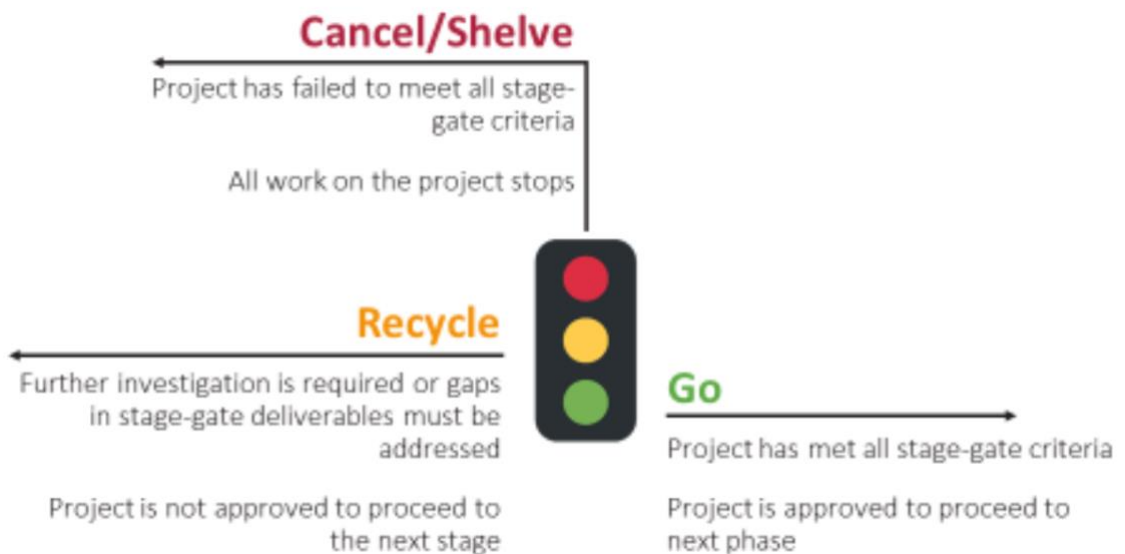 Cancel/Shelve
Project has failed to meet all stage-
gate criteria
All work on the project stops
Recycle
Further investigation is required or gaps
in stage-gate deliverables must be
addressed
Project is not approved to proceed to
the next stage
Go
Project has met all stage-gate criteria
Project is approved to proceed to
next phase